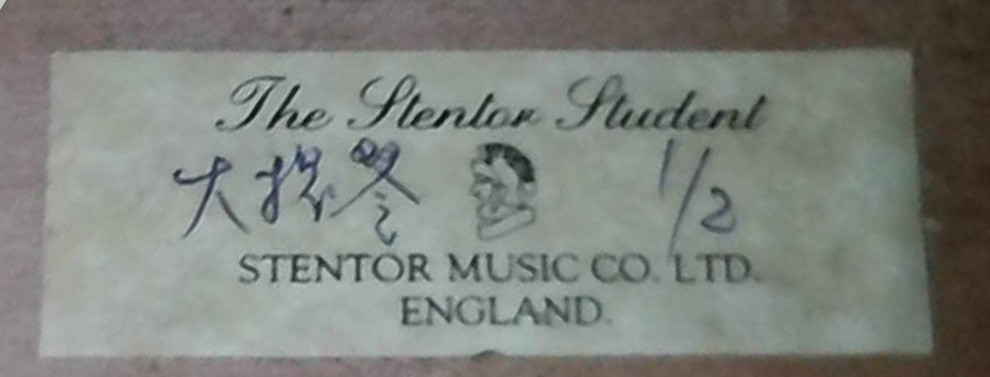 The Stentor Student
大提琴 1/2
STENTOR MUSIC CO. LTD.
ENGLAND.